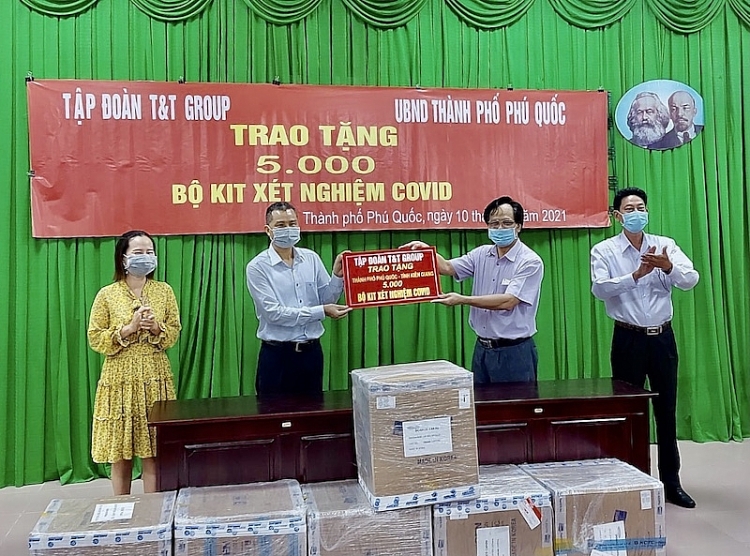 TẬP ĐOÀN T&T GROUP
UBND THÀNH PHỐ PHÚ QUỐC
TRAO TẶNG
5.000
BỘ KIT XÉT NGHIỆM COVID
Thành phố Phú Quốc, ngày 10 thá
năm 2021
TẬP ĐOÀN T&T GROUP
TRAO TẶNG
THÀNH PHỐ PHÚ QUỐC - TỈNH KIÊN GIANG
5.000
BỘ KIT XÉT NGHIỆM COVID